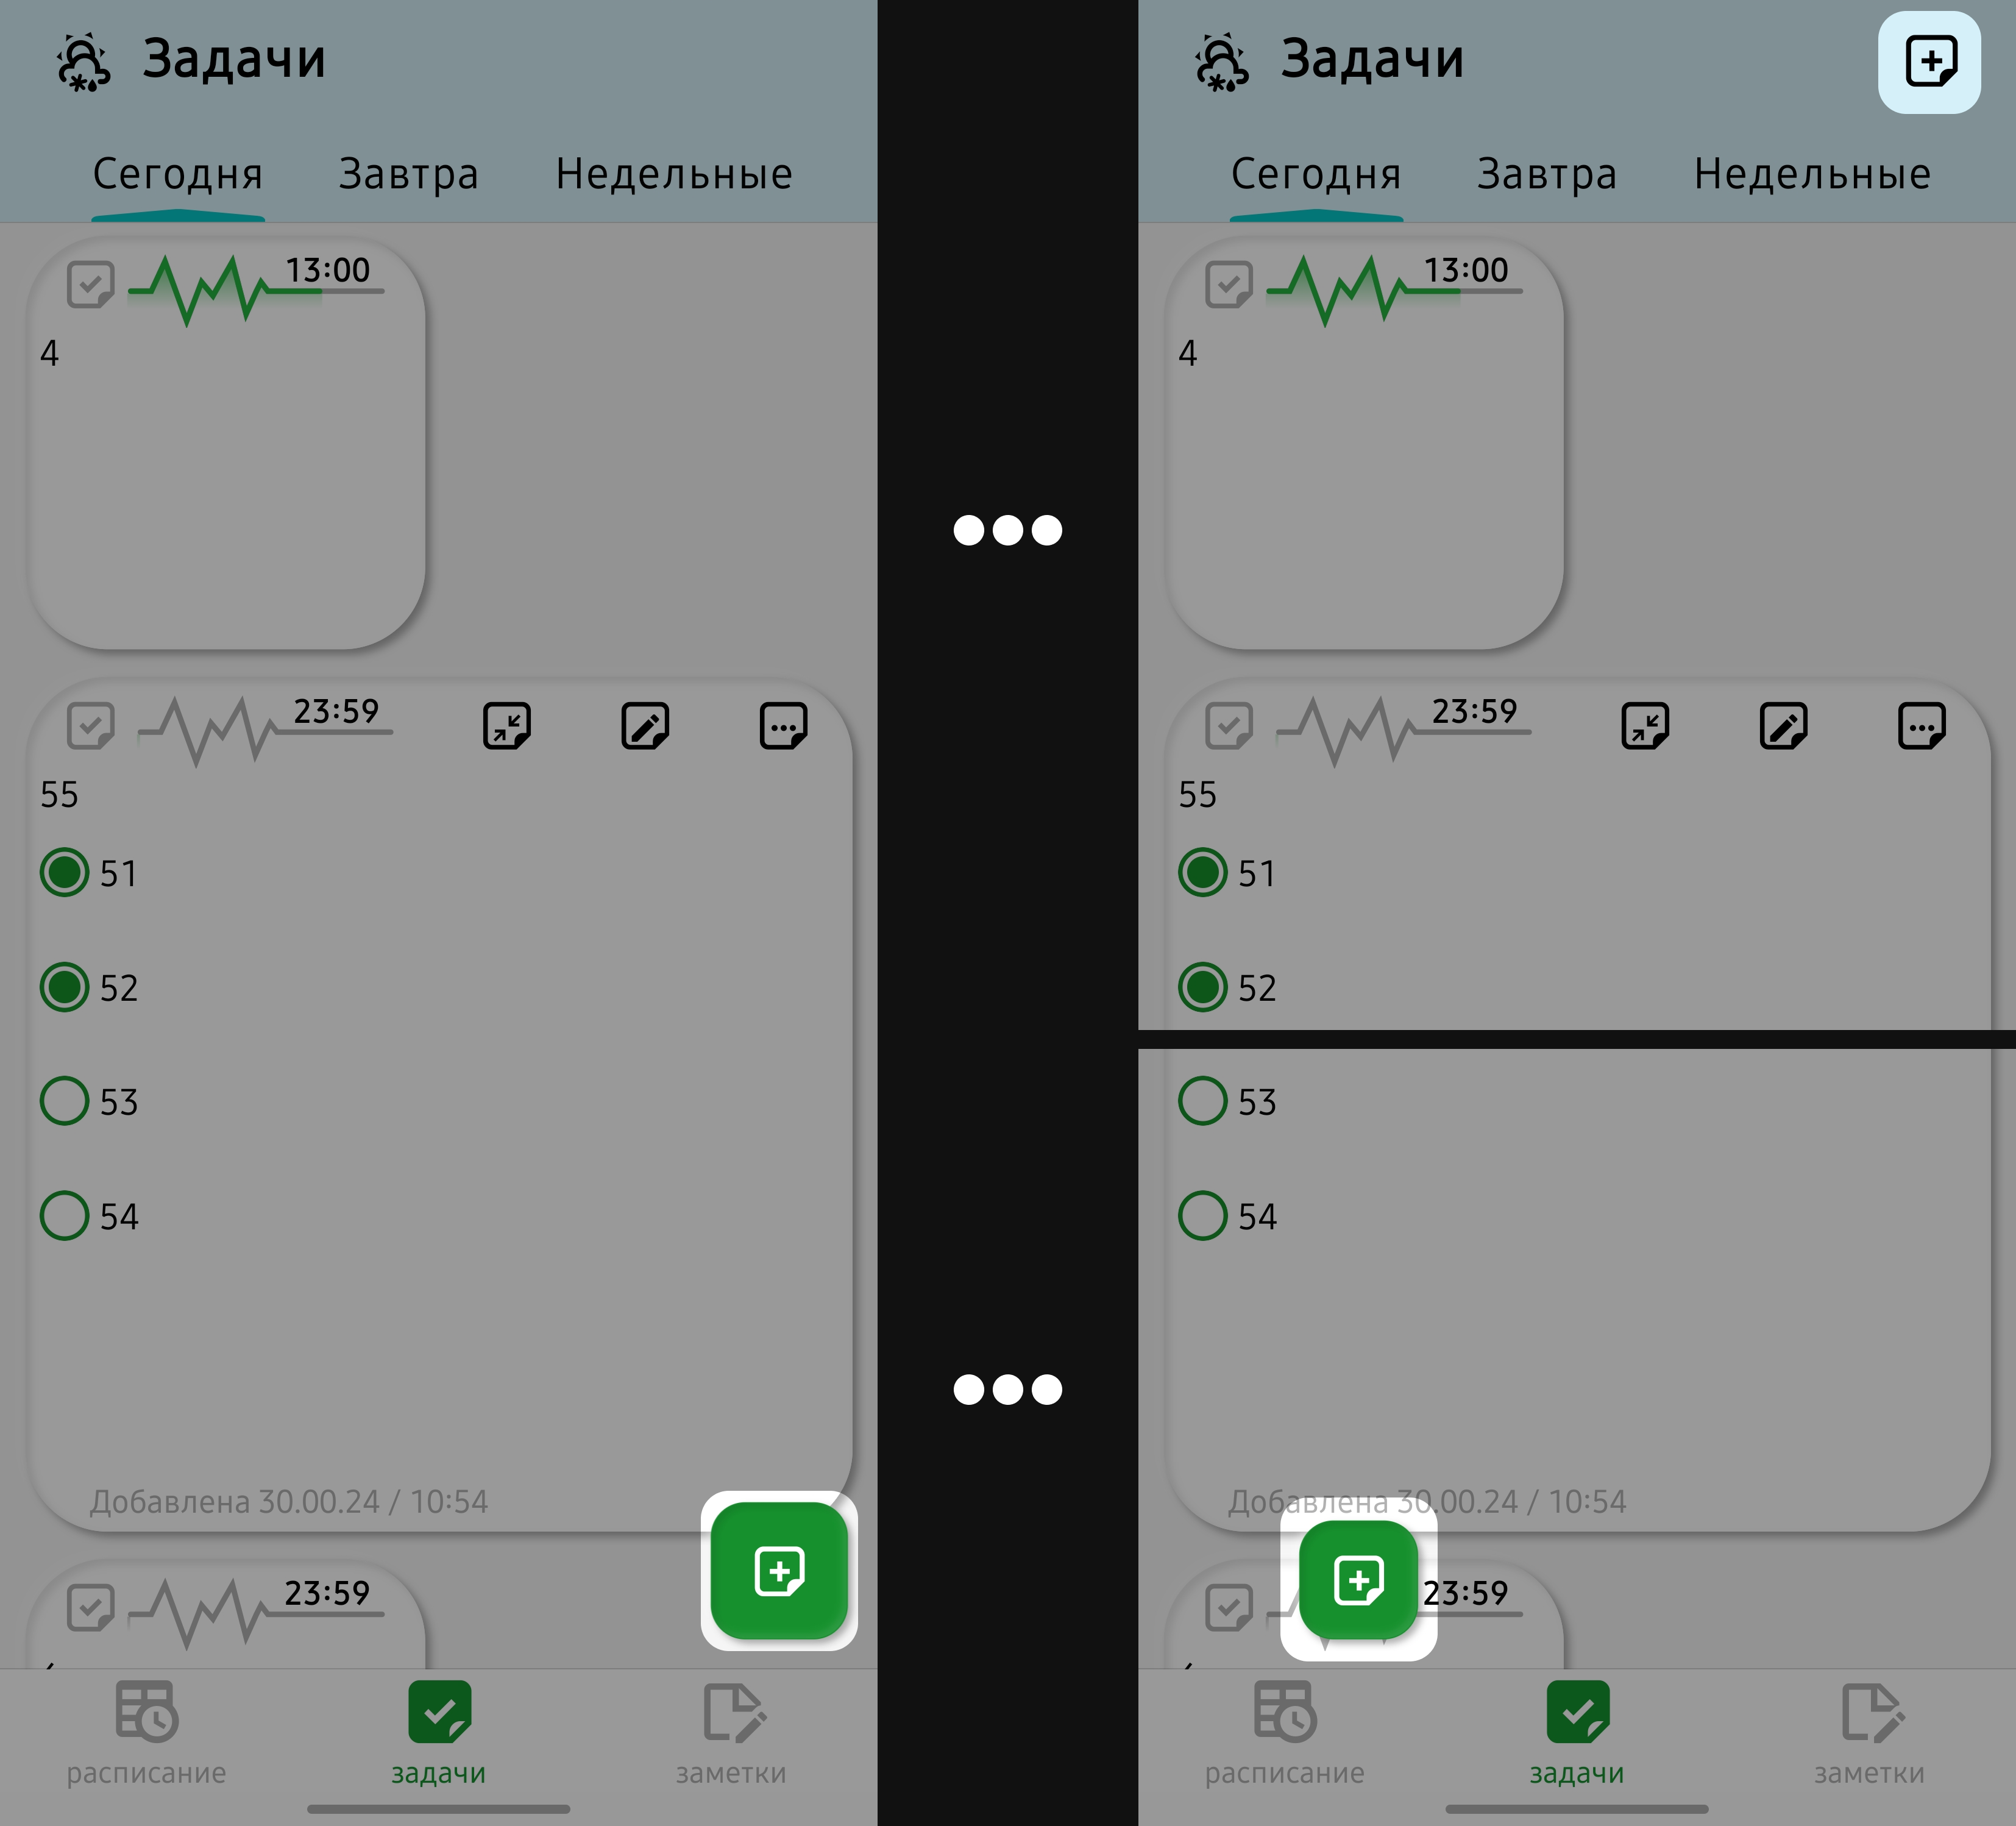 Задачи
Сегодня Завтра Недельные
13:00
4
23:59
55
51
52
53
54
Добавлена 30.00.24 / 10:54
23:59
расписание задачи заметки
Задачи
Сегодня Завтра Недельные
13:00
4
23:59
55
51
52
53
54
Добавлена 30.00.24 / 10:54
23:59
расписание задачи заметки